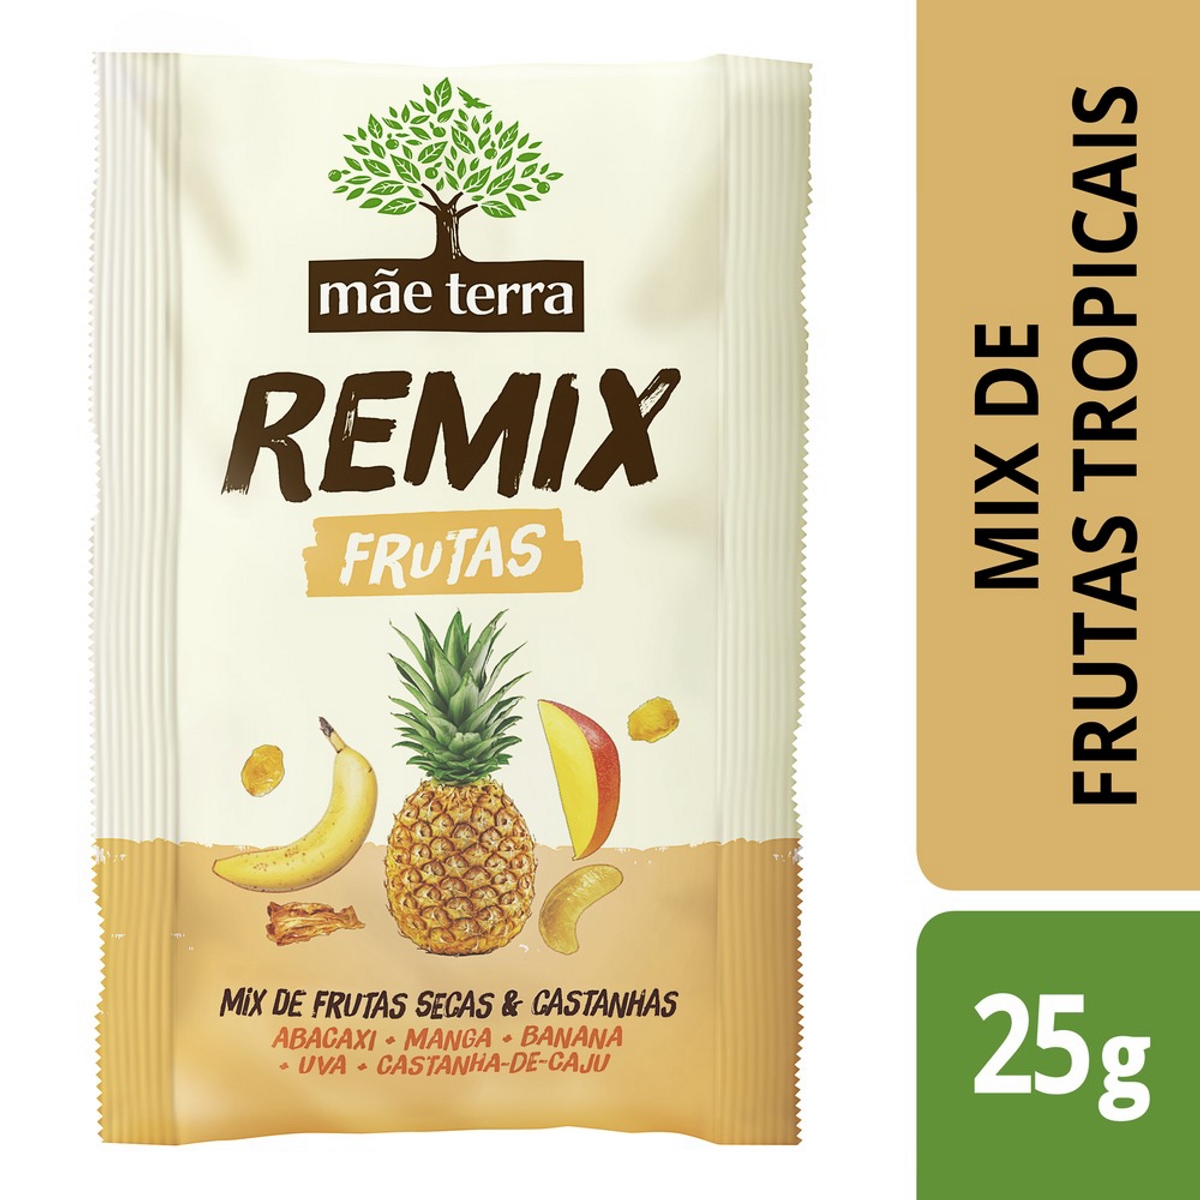 mãe terra
REMIX
FRUTAS
MIX DE FRUTAS SECAS & CASTANHAS
ABACAXI • MANGA • BANANA
• UVA • CASTANHA-DE-CAJU
MIX DE
FRUTAS TROPICAIS
25g